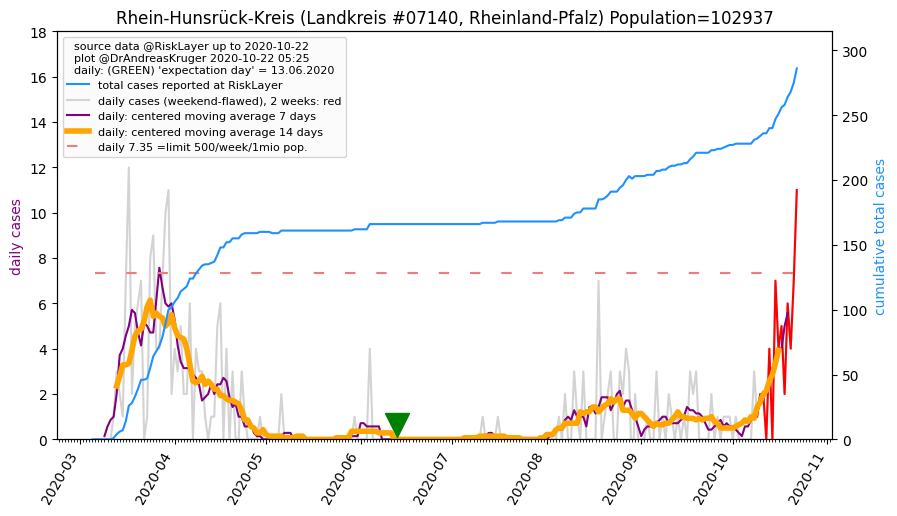 Rhein-Hunsrück-Kreis (Landkreis #07140, Rheinland-Pfalz) Population=102937
source data @RiskLayer up to 2020-10-22
plot @DrAndreasKruger 2020-10-22 05:25
daily: (GREEN) 'expectation day' = 13.06.2020
total cases reported at RiskLayer
daily cases (weekend-flawed), 2 weeks: red
daily: centered moving average 7 days
daily: centered moving average 14 days
daily 7.35 =limit 500/week/1mio pop.
daily cases
18
16
14
12
10
8
6
4
2
0
cumulative total cases
300
250
200
150
100
50
0
2020-03
2020-04
2020-05
2020-06
2020-07
2020-08
2020-09
2020-10
2020-11